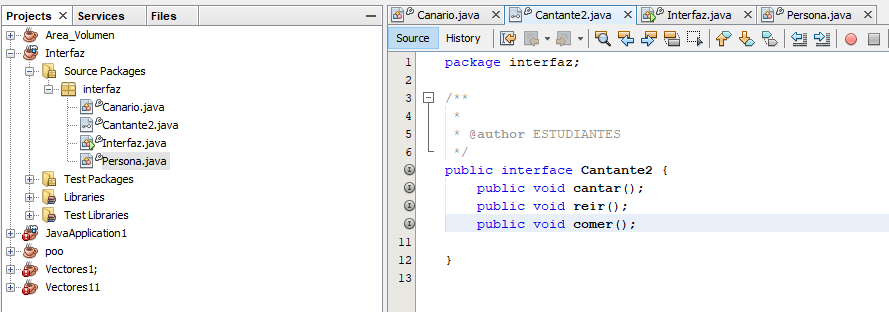 Projects X Services Files
Area_Volumen
Interfaz
Source Packages
interfaz
Canario.java
Cantante2.java
Interfaz.java
Persona.java
Test Packages
Libraries
Test Libraries
JavaApplication1
poo
Vectores1;
Vectores11
Canario.java Cantante2.java Interfaz.java Persona.java
Source History
1 package interfaz;
2
3 /**
4 *
5 * @author ESTUDIANTES
6 */
public interface Cantante2 {
public void cantar();
public void reir();
public void comer();
11
12 }
13